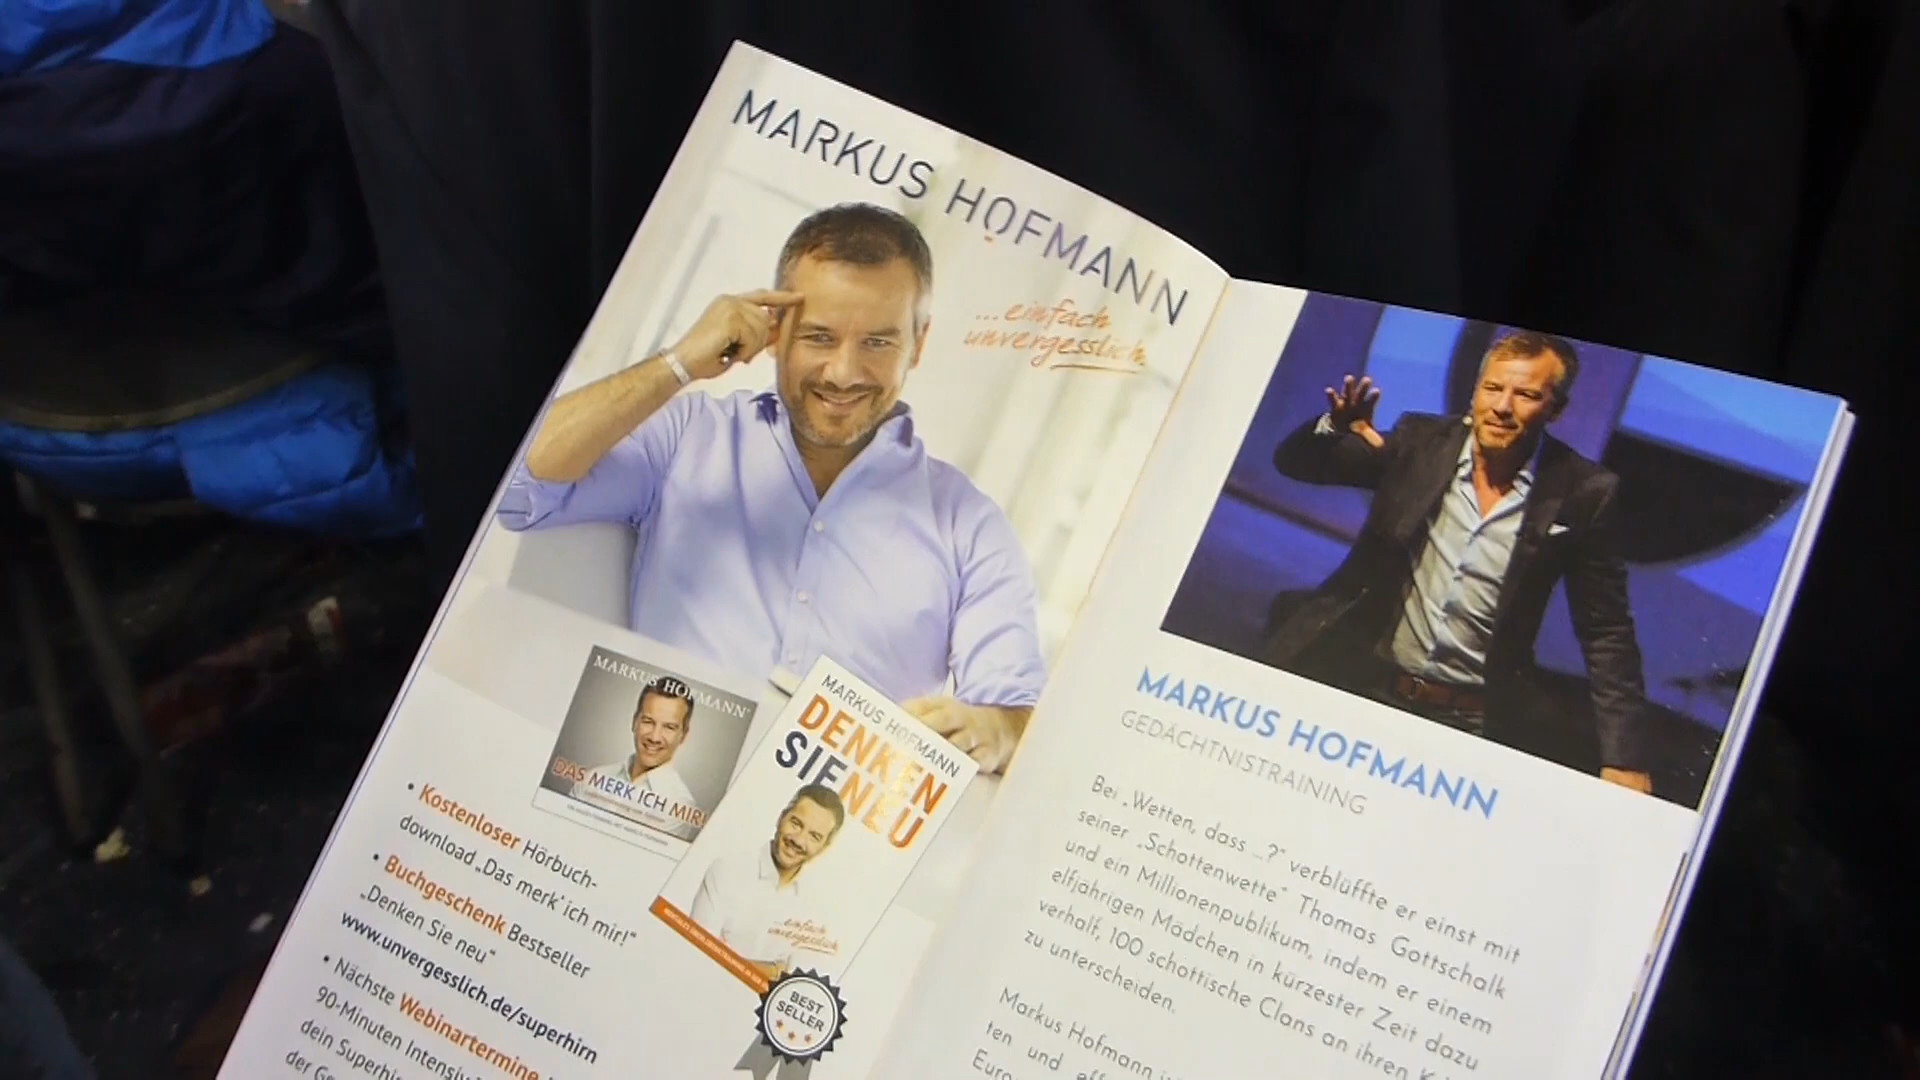 MARKUS HOFMANN
...einfach
unvergesslich.
MARKUS HOFMANN
DAS MERK ICH MIR!
MARKUS HOFMANN
DENKEN
SIE NEU
...einfach
unvergesslich.
BEST
SELLER
• Kostenloser Hörbuch-
download „Das merk' ich mir!“
• Buchgeschenk Bestseller
„Denken Sie neu“
www.unvergesslich.de/superhirn
• Nächste Webinartermine
90-Minuten Intensiv
dein Superhir
der Ge
MARKUS HOFMANN
GEDÄCHTNISTRAINING
Bei „Wetten, dass ...?“ verblüffte er einst mit
seiner „Schottenwette“ Thomas Gottschalk
und ein Millionenpublikum, indem er einem
elfjährigen Mädchen in kürzester Zeit dazu
verhalf, 100 schottische Clans an ihren
zu unterscheiden.
Markus Hofmann
ten und eff
Euro